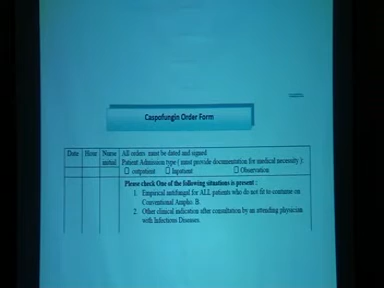 Caspofungin Order Form
Date Hour Nurse initial All orders must be dated and signed
Patient Admission type ( must provide documentation for medical necessity ):
outpatient Inpatient Observation
Please check One of the following situations is present :
1. Empirical antifungal for ALL patients who do not fit to continue on
Conventional Ampho. B.
2. Other clinical indication after consultation by an attending physician
with Infectious Diseases.